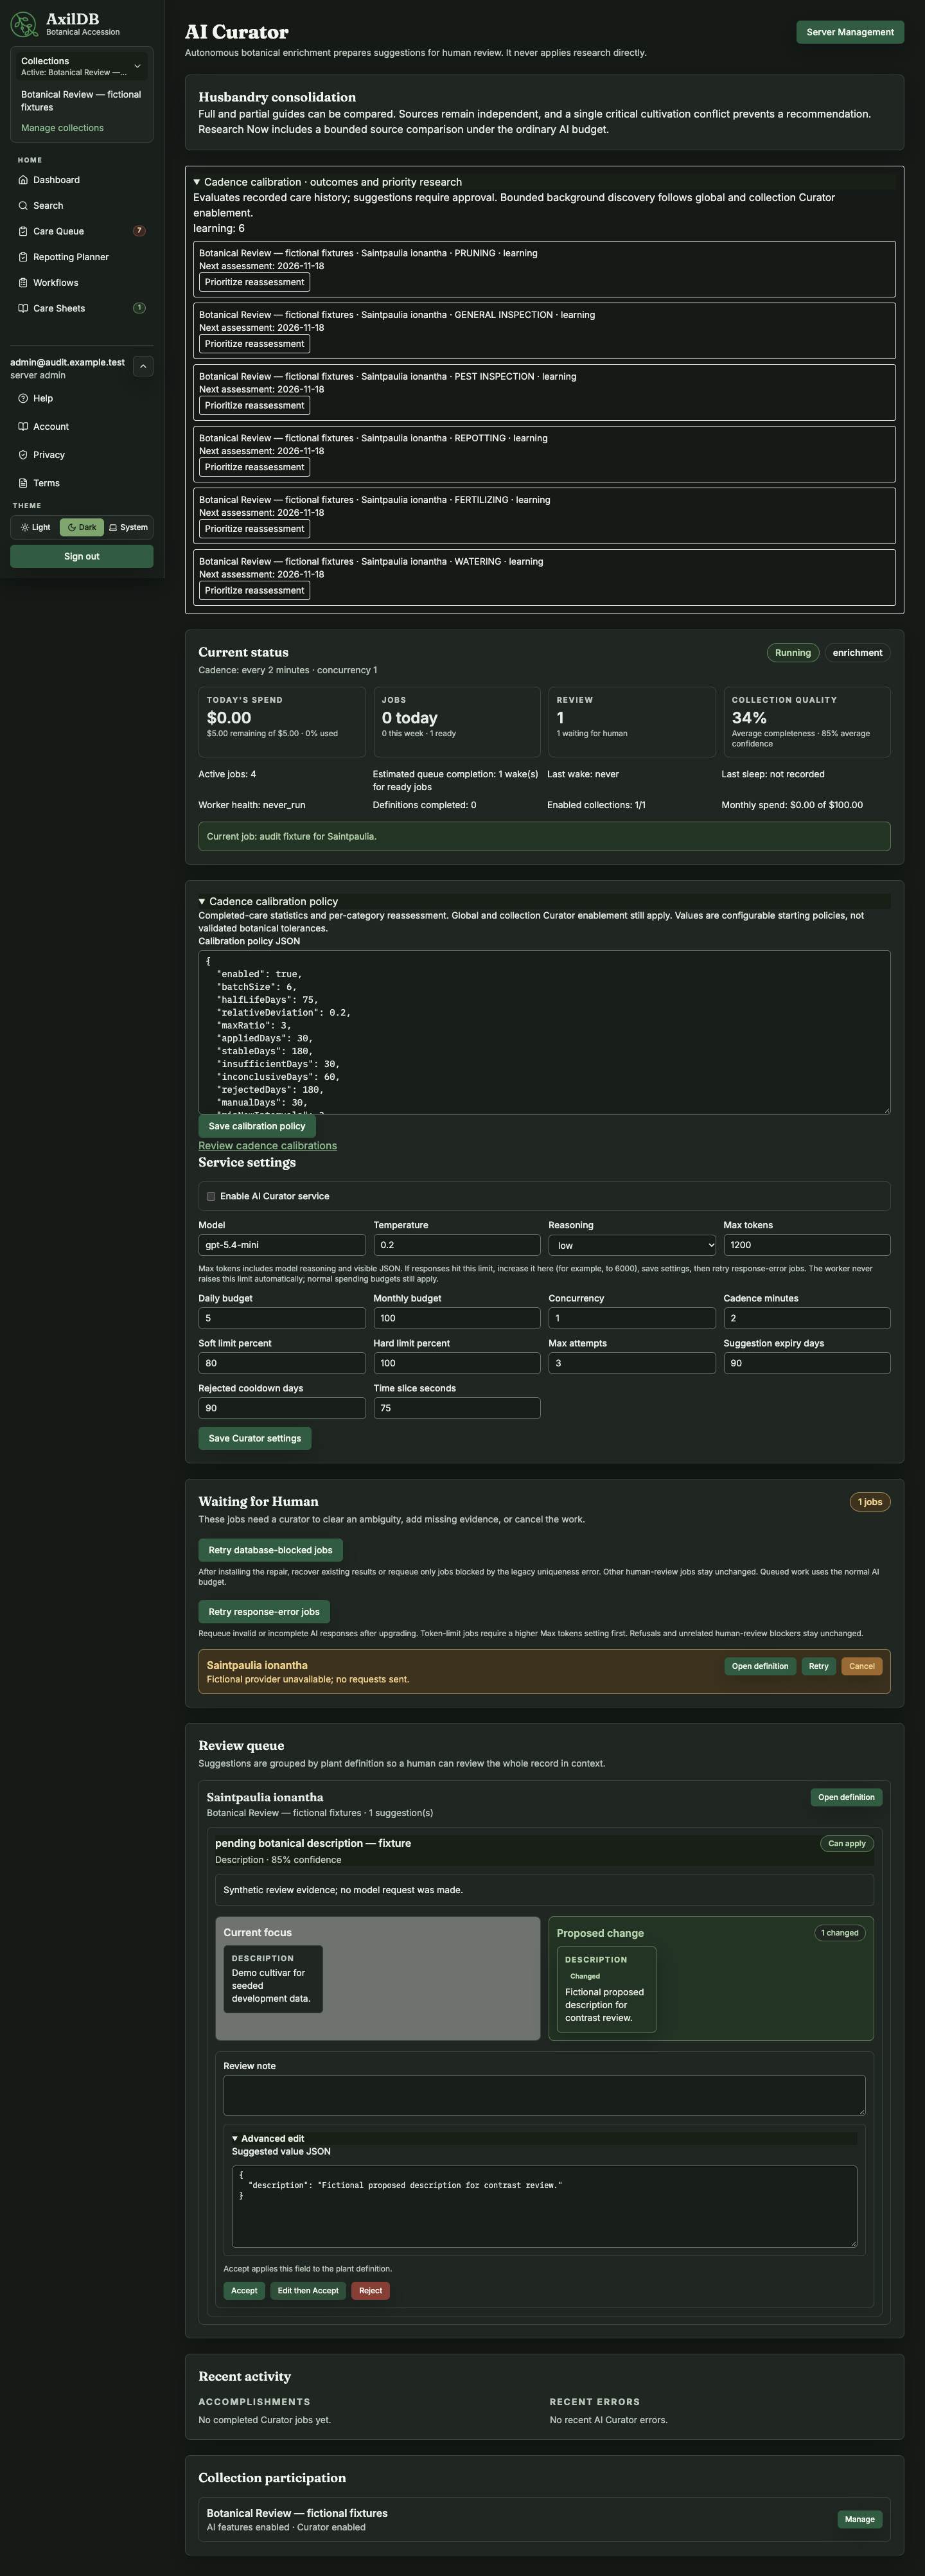 AxilDB
Botanical Accession
Collections
Active: Botanical Review —...
Botanical Review — fictional
fixtures
Manage collections
HOME
Dashboard
Search
Care Queue
7
Repotting Planner
Workflows
Care Sheets
1
admin@audit.example.test
server admin
Help
Account
Privacy
Terms
THEME
Light
Dark
System
Sign out
AI Curator
Server Management
Autonomous botanical enrichment prepares suggestions for human review. It never applies research directly.
Husbandry consolidation
Full and partial guides can be compared. Sources remain independent, and a single critical cultivation conflict prevents a recommendation.
Research Now includes a bounded source comparison under the ordinary AI budget.
Cadence calibration · outcomes and priority research
Evaluates recorded care history; suggestions require approval. Bounded background discovery follows global and collection Curator
enablement.
learning: 6
Botanical Review — fictional fixtures · Saintpaulia ionantha · PRUNING · learning
Next assessment: 2026-11-18
Prioritize reassessment
Botanical Review — fictional fixtures · Saintpaulia ionantha · GENERAL INSPECTION · learning
Next assessment: 2026-11-18
Prioritize reassessment
Botanical Review — fictional fixtures · Saintpaulia ionantha · PEST INSPECTION · learning
Next assessment: 2026-11-18
Prioritize reassessment
Botanical Review — fictional fixtures · Saintpaulia ionantha · REPOTTING · learning
Next assessment: 2026-11-18
Prioritize reassessment
Botanical Review — fictional fixtures · Saintpaulia ionantha · FERTILIZING · learning
Next assessment: 2026-11-18
Prioritize reassessment
Botanical Review — fictional fixtures · Saintpaulia ionantha · WATERING · learning
Next assessment: 2026-11-18
Prioritize reassessment
Current status
Running
enrichment
Cadence: every 2 minutes · concurrency 1
TODAY'S SPEND
$0.00
$5.00 remaining of $5.00 · 0% used
JOBS
0 today
0 this week · 1 ready
REVIEW
1
1 waiting for human
COLLECTION QUALITY
34%
Average completeness · 85% average
confidence
Active jobs: 4
Estimated queue completion: 1 wake(s)
for ready jobs
Last wake: never
Last sleep: not recorded
Worker health: never_run
Definitions completed: 0
Enabled collections: 1/1
Monthly spend: $0.00 of $100.00
Current job: audit fixture for Saintpaulia.
Cadence calibration policy
Completed-care statistics and per-category reassessment. Global and collection Curator enablement still apply. Values are configurable starting policies, not
validated botanical tolerances.
Calibration policy JSON
{
"enabled": true,
"batchSize": 6,
"halfLifeDays": 75,
"relativeDeviation": 0.2,
"maxRatio": 3,
"appliedDays": 30,
"stableDays": 180,
"insufficientDays": 30,
"inconclusiveDays": 60,
"rejectedDays": 180,
"manualDays": 30,
Save calibration policy
Review cadence calibrations
Service settings
Enable AI Curator service
Model
gpt-5.4-mini
Temperature
0.2
Reasoning
low
Max tokens
1200
Max tokens includes model reasoning and visible JSON. If responses hit this limit, increase it here (for example, to 6000), save settings, then retry response-error jobs. The worker never
raises this limit automatically; normal spending budgets still apply.
Daily budget
5
Monthly budget
100
Concurrency
1
Cadence minutes
2
Soft limit percent
80
Hard limit percent
100
Max attempts
3
Suggestion expiry days
90
Rejected cooldown days
90
Time slice seconds
75
Save Curator settings
Waiting for Human
1 jobs
These jobs need a curator to clear an ambiguity, add missing evidence, or cancel the work.
Retry database-blocked jobs
After installing the repair, recover existing results or requeue only jobs blocked by the legacy uniqueness error. Other human-review jobs stay unchanged. Queued work uses the normal AI
budget.
Retry response-error jobs
Requeue invalid or incomplete AI responses after upgrading. Token-limit jobs require a higher Max tokens setting first. Refusals and unrelated human-review blockers stay unchanged.
Saintpaulia ionantha
Fictional provider unavailable; no requests sent.
Open definition
Retry
Cancel
Review queue
Suggestions are grouped by plant definition so a human can review the whole record in context.
Saintpaulia ionantha
Botanical Review — fictional fixtures · 1 suggestion(s)
Open definition
pending botanical description — fixture
Description · 85% confidence
Can apply
Synthetic review evidence; no model request was made.
Current focus
DESCRIPTION
Demo cultivar for
seeded
development data.
Proposed change
1 changed
DESCRIPTION
Changed
Fictional proposed
description for
contrast review.
Review note
Advanced edit
Suggested value JSON
{
"description": "Fictional proposed description for contrast review."
}
Accept applies this field to the plant definition.
Accept
Edit then Accept
Reject
Recent activity
ACCOMPLISHMENTS
No completed Curator jobs yet.
RECENT ERRORS
No recent AI Curator errors.
Collection participation
Botanical Review — fictional fixtures
AI features enabled · Curator enabled
Manage